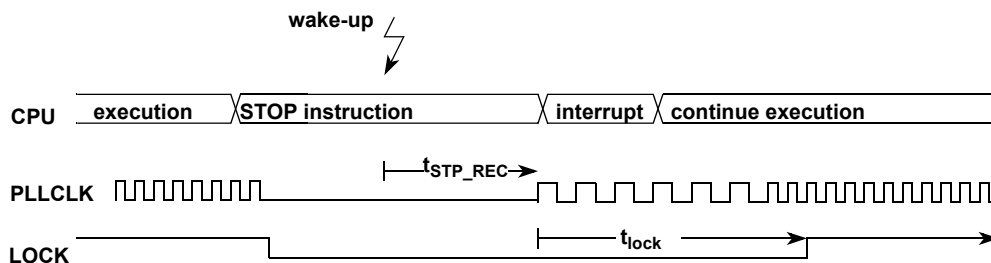 wake-up
CPU execution STOP instruction interrupt continue execution
tSTP_REC
PLLCLK
tlock
LOCK